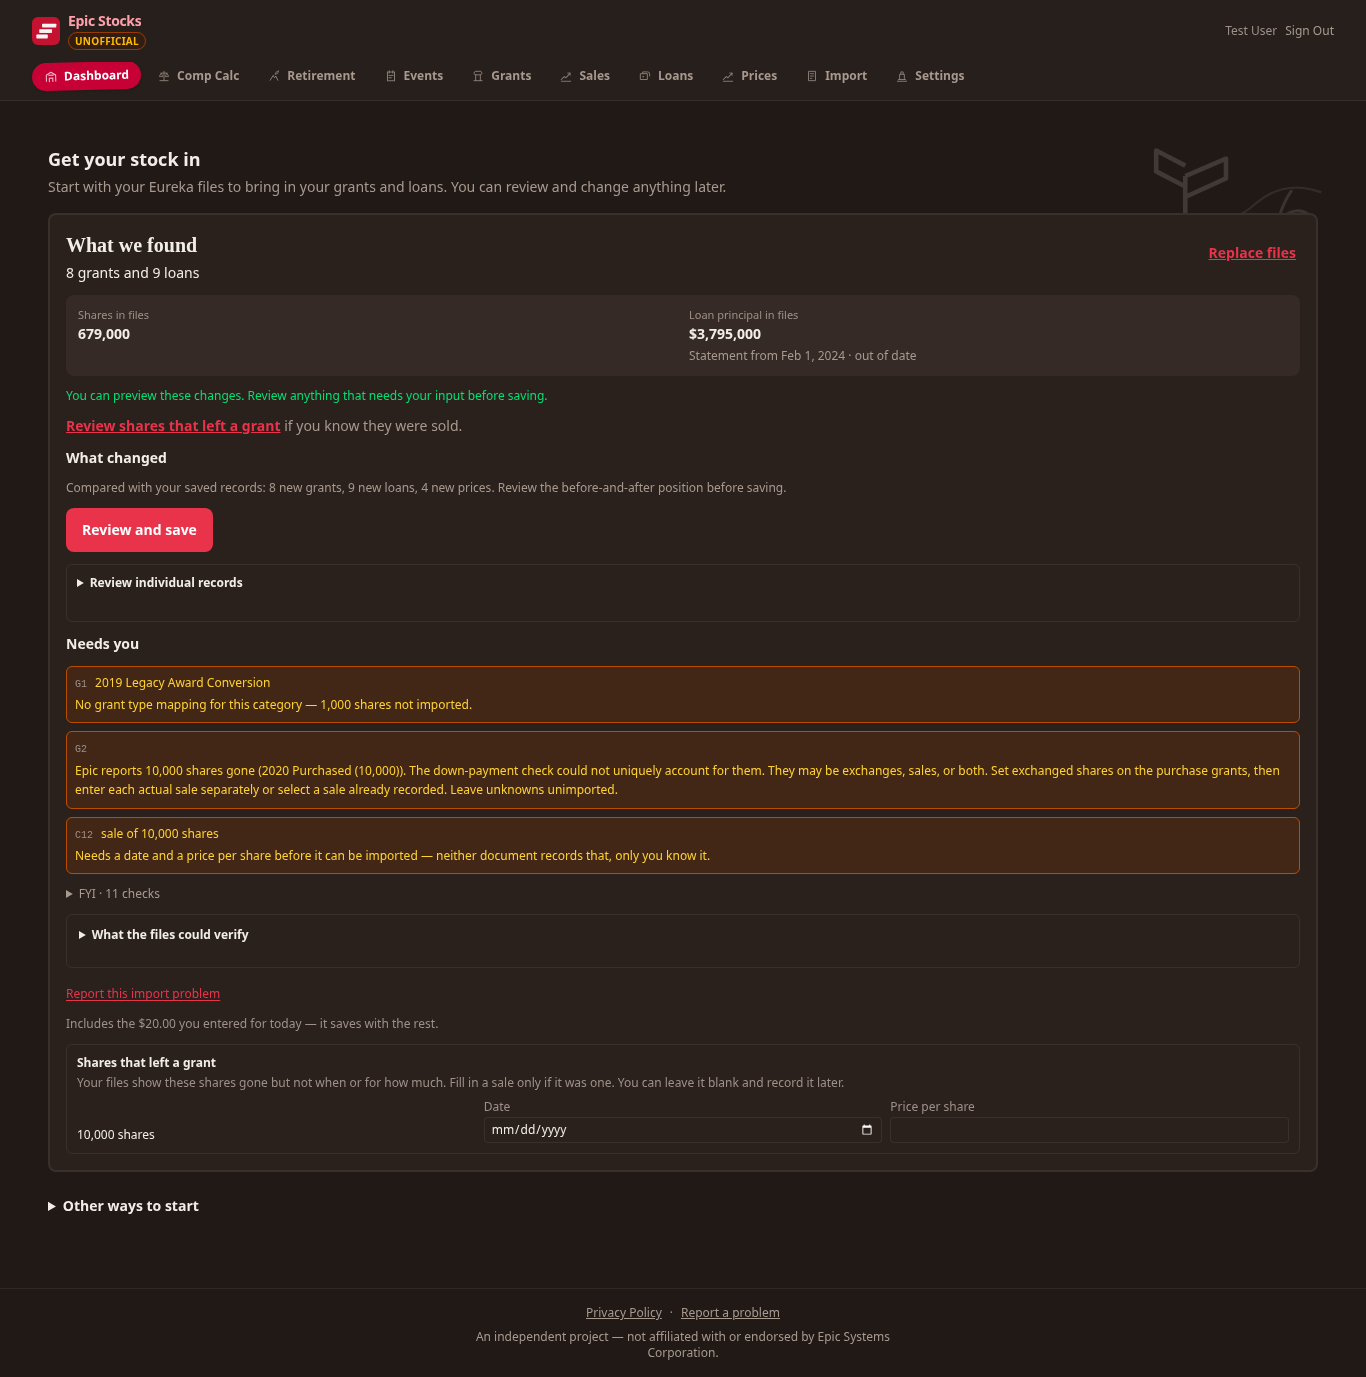 Epic Stocks
UNOFFICIAL
Test User Sign Out
Dashboard Comp Calc Retirement Events Grants Sales Loans Prices Import Settings
Get your stock in
Start with your Eureka files to bring in your grants and loans. You can review and change anything later.
What we found
Replace files
8 grants and 9 loans
Shares in files
679,000
Loan principal in files
$3,795,000
Statement from Feb 1, 2024 · out of date
You can preview these changes. Review anything that needs your input before saving.
Review shares that left a grant if you know they were sold.
What changed
Compared with your saved records: 8 new grants, 9 new loans, 4 new prices. Review the before-and-after position before saving.
Review and save
Review individual records
Needs you
G1 2019 Legacy Award Conversion
No grant type mapping for this category — 1,000 shares not imported.
G2
Epic reports 10,000 shares gone (2020 Purchased (10,000)). The down-payment check could not uniquely account for them. They may be exchanges, sales, or both. Set exchanged shares on the purchase grants, then
enter each actual sale separately or select a sale already recorded. Leave unknowns unimported.
C12 sale of 10,000 shares
Needs a date and a price per share before it can be imported — neither document records that, only you know it.
FYI · 11 checks
What the files could verify
Report this import problem
Includes the $20.00 you entered for today — it saves with the rest.
Shares that left a grant
Your files show these shares gone but not when or for how much. Fill in a sale only if it was one. You can leave it blank and record it later.
Date
Price per share
10,000 shares
mm/dd/yyyy
Other ways to start
Privacy Policy · Report a problem
An independent project — not affiliated with or endorsed by Epic Systems
Corporation.